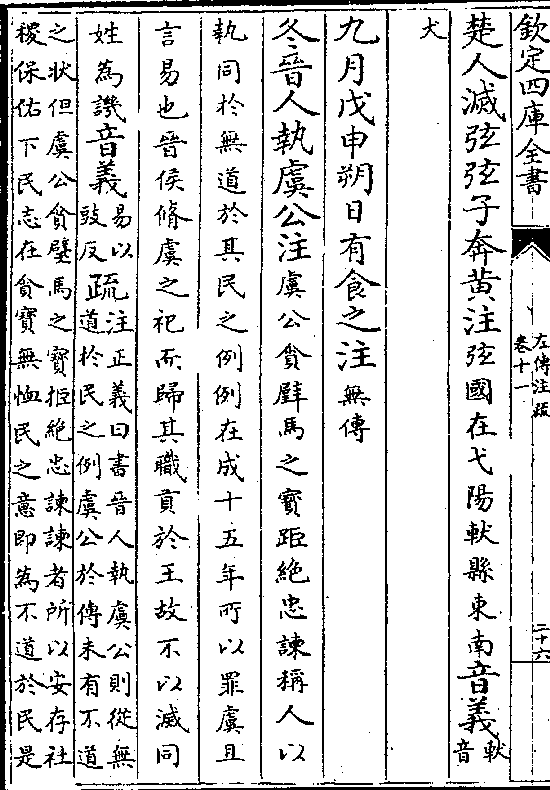 欽定四庫全書
左傳注疏
卷十一
二十六
楚人滅弦弦子奔黃注弦國在弋陽軑縣東南音義軑音
犬
九月戊申朔日有食之注無傳
冬晉人執虞公注虞公貪璧馬之寶距絶忠諫稱人以
執同於無道於其民之例例在成十五年所以罪虞且
言易也晉侯脩虞之祀而歸其職貢於王故不以滅同
姓為譏音義易以
豉反疏注正義曰書晉人執虞公則從無
道於民之例虞公於傳未有不道
之状但虞公貪璧馬之寶拒絶忠諫諫者所以安存社
稷保佑下民志在貪寶無恤民之意即為不道於民是